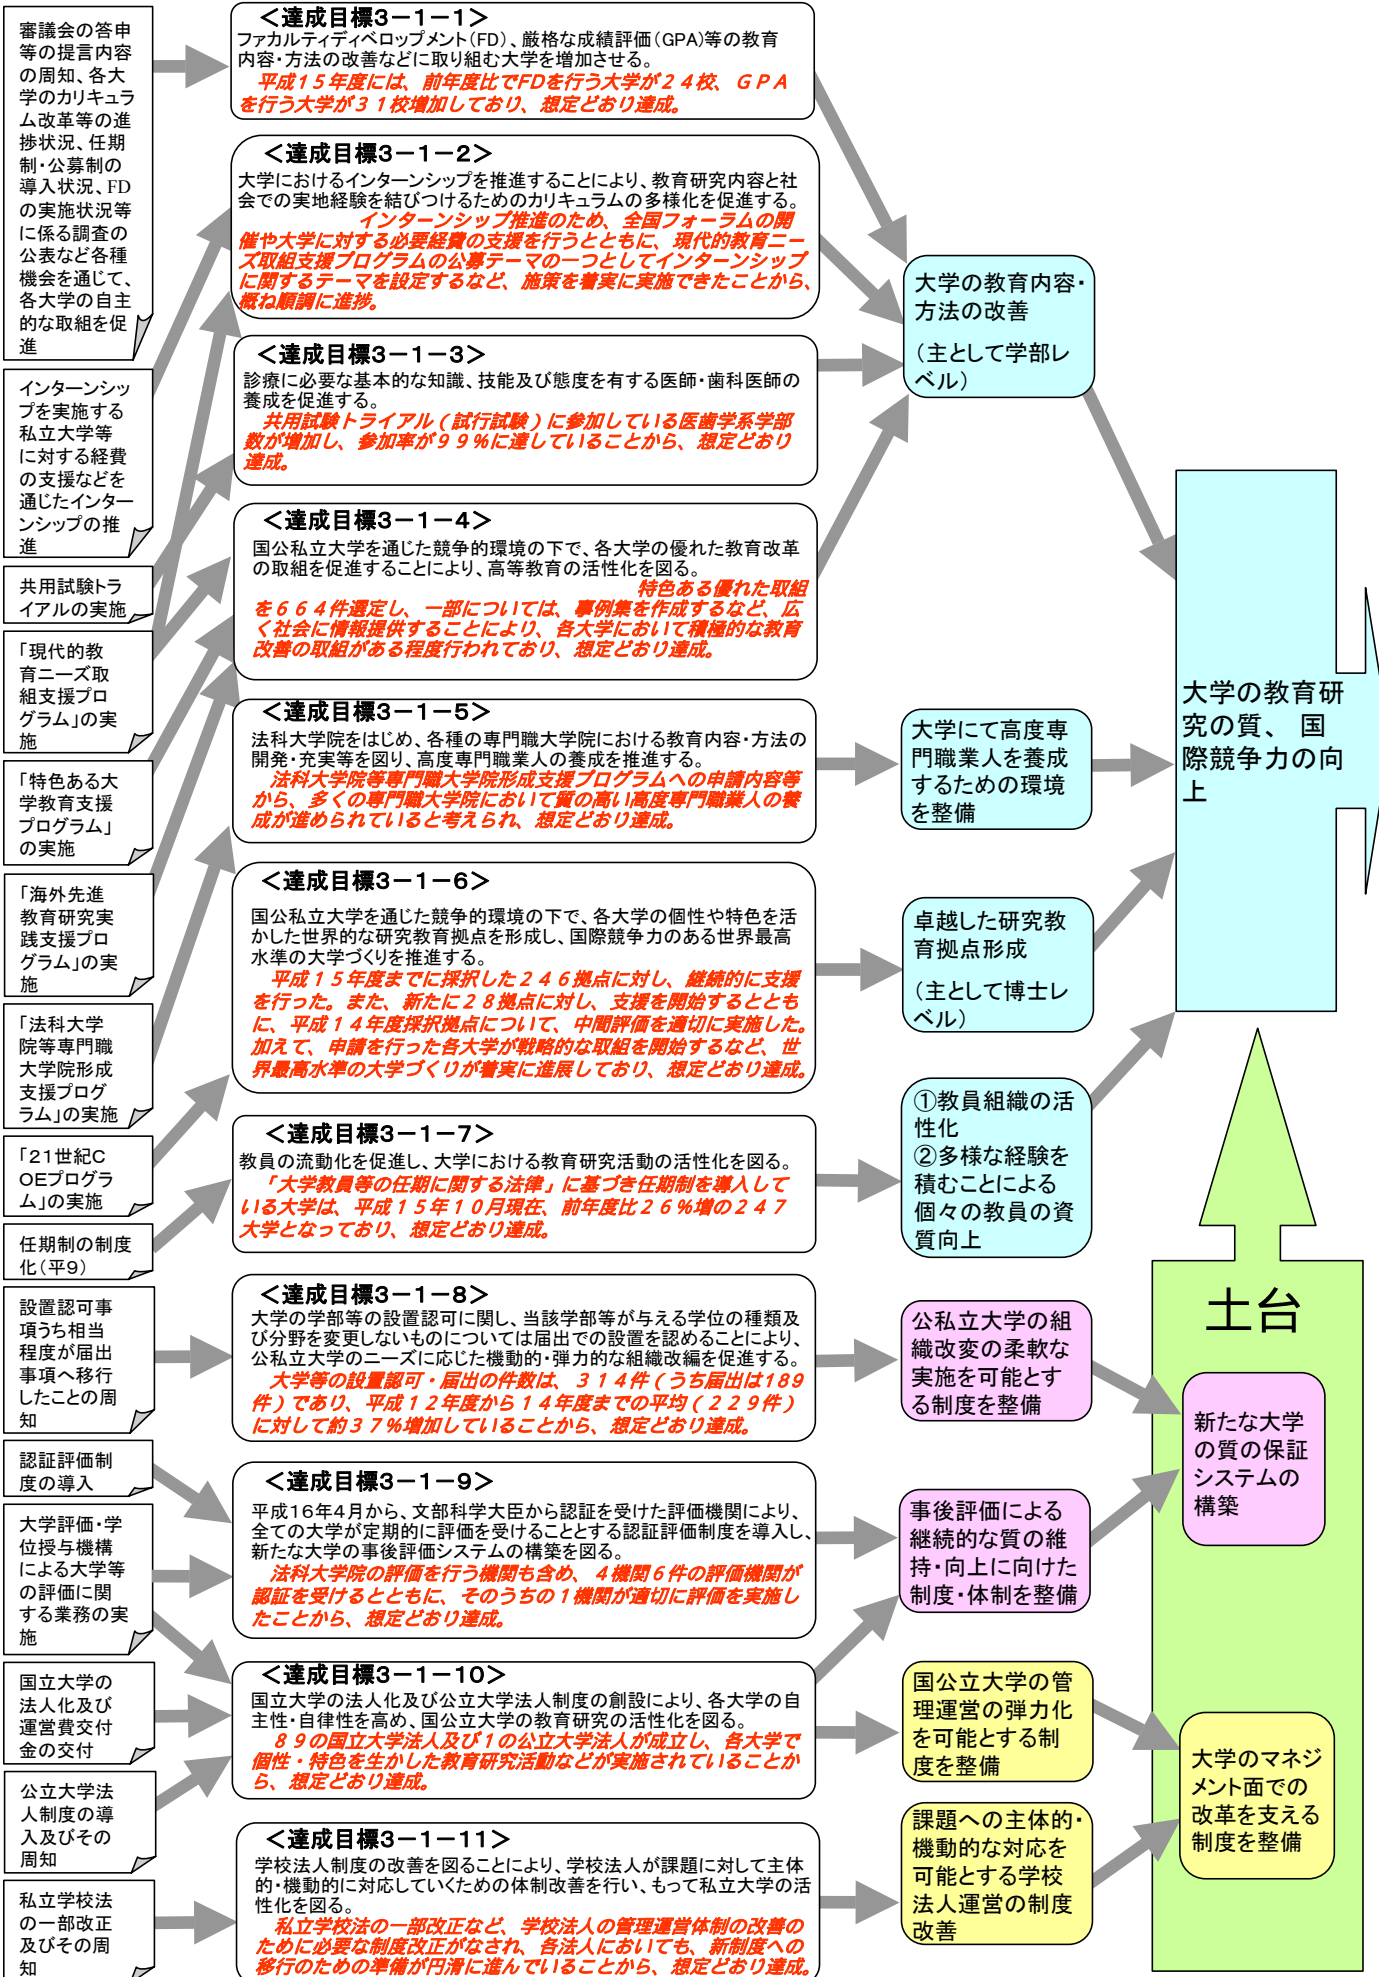 審議会の答申
等の提言内容
の周知、各大
学のカリキュラ
ム改革等の進
捗状況、任期
制・公募制の
導入状況、FD
の実施状況等
に係る調査の
公表など各種
機会を通じて、
各大学の自主
的な取組を促
進
インターンシッ
プを実施する
私立大学等
に対する経費
の支援などを
通じたインター
ンシップの推
進
共用試験トラ
イアルの実施
「現代的教
育ニーズ取
組支援プロ
グラム」の実
施
「特色ある大
学教育支援
プログラム」
の実施
「海外先進
教育研究実
践支援プロ
グラム」の実
施
「法科大学
院等専門職
大学院形成
支援プログ
ラム」の実施
「21世紀C
OEプログラ
ム」の実施
任期制の制度
化（平9）
設置認可事
項うち相当
程度が届出
事項へ移行
したことの周
知
認証評価制
度の導入
大学評価・学
位授与機構
による大学等
の評価に関
する業務の実
施
国立大学の
法人化及び
運営費交付
金の交付
公立大学法
人制度の導
入及びその
周知
私立学校法
の一部改正
及びその周
知
＜達成目標3－1－1＞
ファカルティディベロップメント（FD）、厳格な成績評価（GPA）等の教育
内容・方法の改善などに取り組む大学を増加させる。
平成１５年度には、前年度比でFDを行う大学が２４校、ＧＰＡ
を行う大学が３１校増加しており、想定どおり達成。
＜達成目標3－1－2＞
大学におけるインターンシップを推進することにより、教育研究内容と社
会での実地経験を結びつけるためのカリキュラムの多様化を促進する。
インターンシップ推進のため、全国フォーラムの開
催や大学に対する必要経費の支援を行うとともに、現代的教育ニー
ズ取組支援プログラムの公募テーマの一つとしてインターンシップ
に関するテーマを設定するなど、施策を着実に実施できたことから、
概ね順調に進捗。
＜達成目標3－1－3＞
診療に必要な基本的な知識、技能及び態度を有する医師・歯科医師の
養成を促進する。
共用試験トライアル（試行試験）に参加している医歯学系学部
数が増加し、参加率が９９％に達していることから、想定どおり
達成。
＜達成目標3－1－4＞
国公私立大学を通じた競争的環境の下で、各大学の優れた教育改革
の取組を促進することにより、高等教育の活性化を図る。
特色ある優れた取組
を６６４件選定し、一部については、事例集を作成するなど、広
く社会に情報提供することにより、各大学において積極的な教育
改善の取組がある程度行われており、想定どおり達成。
＜達成目標3－1－5＞
法科大学院をはじめ、各種の専門職大学院における教育内容・方法の
開発・充実等を図り、高度専門職業人の養成を推進する。
法科大学院等専門職大学院形成支援プログラムへの申請内容等
から、多くの専門職大学院において質の高い高度専門職業人の養
成が進められていると考えられ、想定どおり達成。
＜達成目標3－1－6＞
国公私立大学を通じた競争的環境の下で、各大学の個性や特色を活
かした世界的な研究教育拠点を形成し、国際競争力のある世界最高
水準の大学づくりを推進する。
平成１５年度までに採択した２４６拠点に対し、継続的に支援
を行った。また、新たに２８拠点に対し、支援を開始するととも
に、平成１４年度採択拠点について、中間評価を適切に実施した。
加えて、申請を行った各大学が戦略的な取組を開始するなど、世
界最高水準の大学づくりが着実に進展しており、想定どおり達成。
＜達成目標3－1－7＞
教員の流動化を促進し、大学における教育研究活動の活性化を図る。
「大学教員等の任期に関する法律」に基づき任期制を導入して
いる大学は、平成１５年１０月現在、前年度比２６％増の２４７
大学となっており、想定どおり達成。
＜達成目標3－1－8＞
大学の学部等の設置認可に関し、当該学部等が与える学位の種類及
び分野を変更しないものについては届出での設置を認めることにより、
公私立大学のニーズに応じた機動的・弾力的な組織改編を促進する。
大学等の設置認可・届出の件数は、３１４件（うち届出は189
件）であり、平成１２年度から１４年度までの平均（２２９件）
に対して約３７％増加していることから、想定どおり達成。
＜達成目標3－1－9＞
平成16年4月から、文部科学大臣から認証を受けた評価機関により、
全ての大学が定期的に評価を受けることとする認証評価制度を導入し、
新たな大学の事後評価システムの構築を図る。
法科大学院の評価を行う機関も含め、４機関６件の評価機関が
認証を受けるとともに、そのうちの１機関が適切に評価を実施し
たことから、想定どおり達成。
＜達成目標3－1－10＞
国立大学の法人化及び公立大学法人制度の創設により、各大学の自
主性・自律性を高め、国公立大学の教育研究の活性化を図る。
８９の国立大学法人及び1の公立大学法人が成立し、各大学で
個性・特色を生かした教育研究活動などが実施されていることか
ら、想定どおり達成。
＜達成目標3－1－11＞
学校法人制度の改善を図ることにより、学校法人が課題に対して主体
的・機動的に対応していくための体制改善を行い、もって私立大学の活
性化を図る。
私立学校法の一部改正など、学校法人の管理運営体制の改善の
ために必要な制度改正がなされ、各法人においても、新制度への
移行のための準備が円滑に進んでいることから、想定どおり達成。
大学の教育内容・
方法の改善
（主として学部レ
ベル）
大学にて高度専
門職業人を養成
するための環境
を整備
卓越した研究教
育拠点形成
（主として博士レ
ベル）
①教員組織の活
性化
②多様な経験を
積むことによる
個々の教員の資
質向上
公私立大学の組
織改変の柔軟な
実施を可能とす
る制度を整備
事後評価による
継続的な質の維
持・向上に向けた
制度・体制を整備
国公立大学の管
理運営の弾力化
を可能とする制
度を整備
課題への主体的・
機動的な対応を
可能とする学校
法人運営の制度
改善
大学の教育研
究の質、 国
際競争力の向
上
土台
新たな大学
の質の保証
システムの
構築
大学のマネジ
メント面での
改革を支える
制度を整備